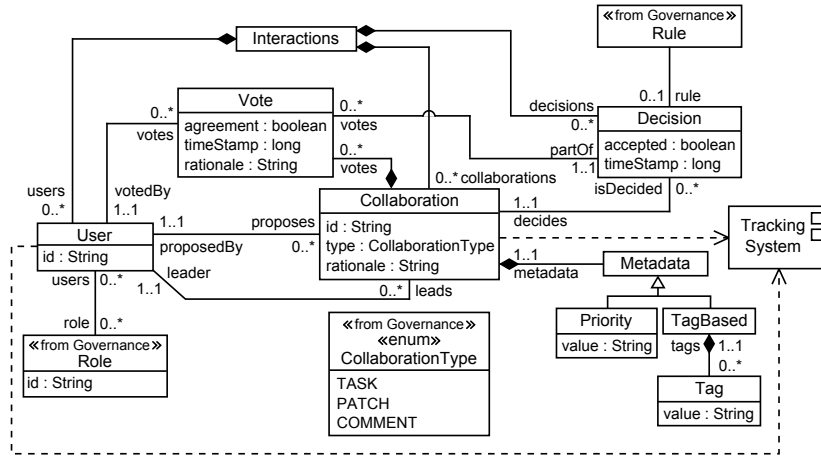 Interactions
«from Governance»
Rule
0..1 rule
Vote
agreement : boolean
timeStamp : long
rationale : String
0..*
votes
0..*
votes
0..*
votes
decisions
0..*
Decision
accepted : boolean
timeStamp : long
partOf
1..1
isDecided 0..*
0..* collaborations
users
0..*
votedBy
1..1
User
id : String
1..1
proposedBy
proposes
0..*
Collaboration
id : String
type : CollaborationType
rationale : String
1..1
decides
Tracking
System
users 0..*
leader
1..1
0..* leads
1..1
metadata
Metadata
role 0..*
«from Governance»
Role
id : String
«from Governance»
«enum»
CollaborationType
TASK
PATCH
COMMENT
Priority
value : String
TagBased
tags 1..1
0..*
Tag
value : String